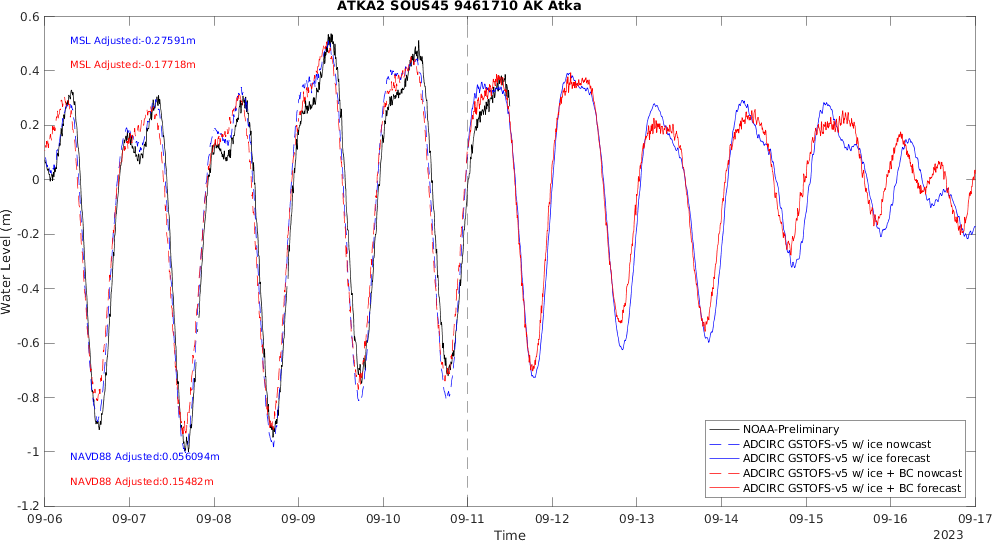 ATKA2 SOUS45 9461710 AK Atka
0.6
0.4
0.2
0
-0.2
-0.4
-0.6
-0.8
-1
-1.2
Water Level (m)
MSL Adjusted:-0.27591m
MSL Adjusted:-0.17718m
NAVD88 Adjusted:0.056094m
NAVD88 Adjusted:0.15482m
NOAA-Preliminary
ADCIRC GSTOFS-v5 w/ ice nowcast
ADCIRC GSTOFS-v5 w/ ice forecast
ADCIRC GSTOFS-v5 w/ ice + BC nowcast
ADCIRC GSTOFS-v5 w/ ice + BC forecast
09-06 09-07 09-08 09-09 09-10 09-11 09-12 09-13 09-14 09-15 09-16 09-17
Time
2023